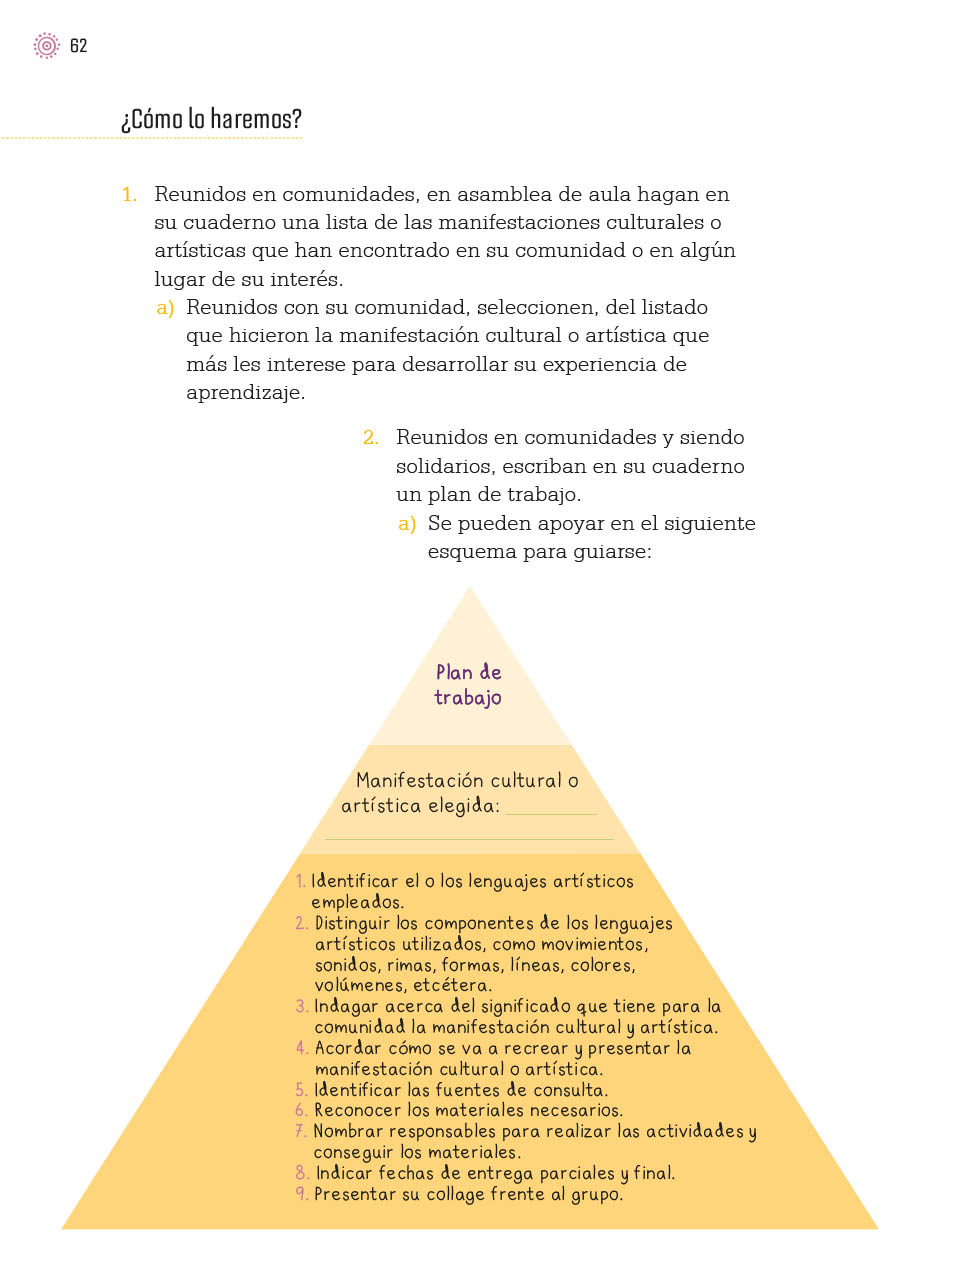 62
¿Cómo lo haremos?
1. Reunidos en comunidades, en asamblea de aula hagan en
su cuaderno una lista de las manifestaciones culturales o
artísticas que han encontrado en su comunidad o en algún
lugar de su interés.
a) Reunidos con su comunidad, seleccionen, del listado
que hicieron la manifestación cultural o artística que
más les interese para desarrollar su experiencia de
aprendizaje.
2. Reunidos en comunidades y siendo
solidarios, escriban en su cuaderno
un plan de trabajo.
a) Se pueden apoyar en el siguiente
esquema para guiarse:
Plan de
trabajo
Manifestación cultural o
artística elegida:
1. Identificar el o los lenguajes artísticos
empleados.
2. Distinguir los componentes de los lenguajes
artísticos utilizados, como movimientos,
sonidos, rimas, formas, líneas, colores,
volúmenes, etcétera.
3. Indagar acerca del significado que tiene para la
comunidad la manifestación cultural y artística.
4. Acordar cómo se va a recrear y presentar la
manifestación cultural o artística.
5. Identificar las fuentes de consulta.
6. Reconocer los materiales necesarios.
7. Nombrar responsables para realizar las actividades y
conseguir los materiales.
8. Indicar fechas de entrega parciales y final.
9. Presentar su collage frente al grupo.